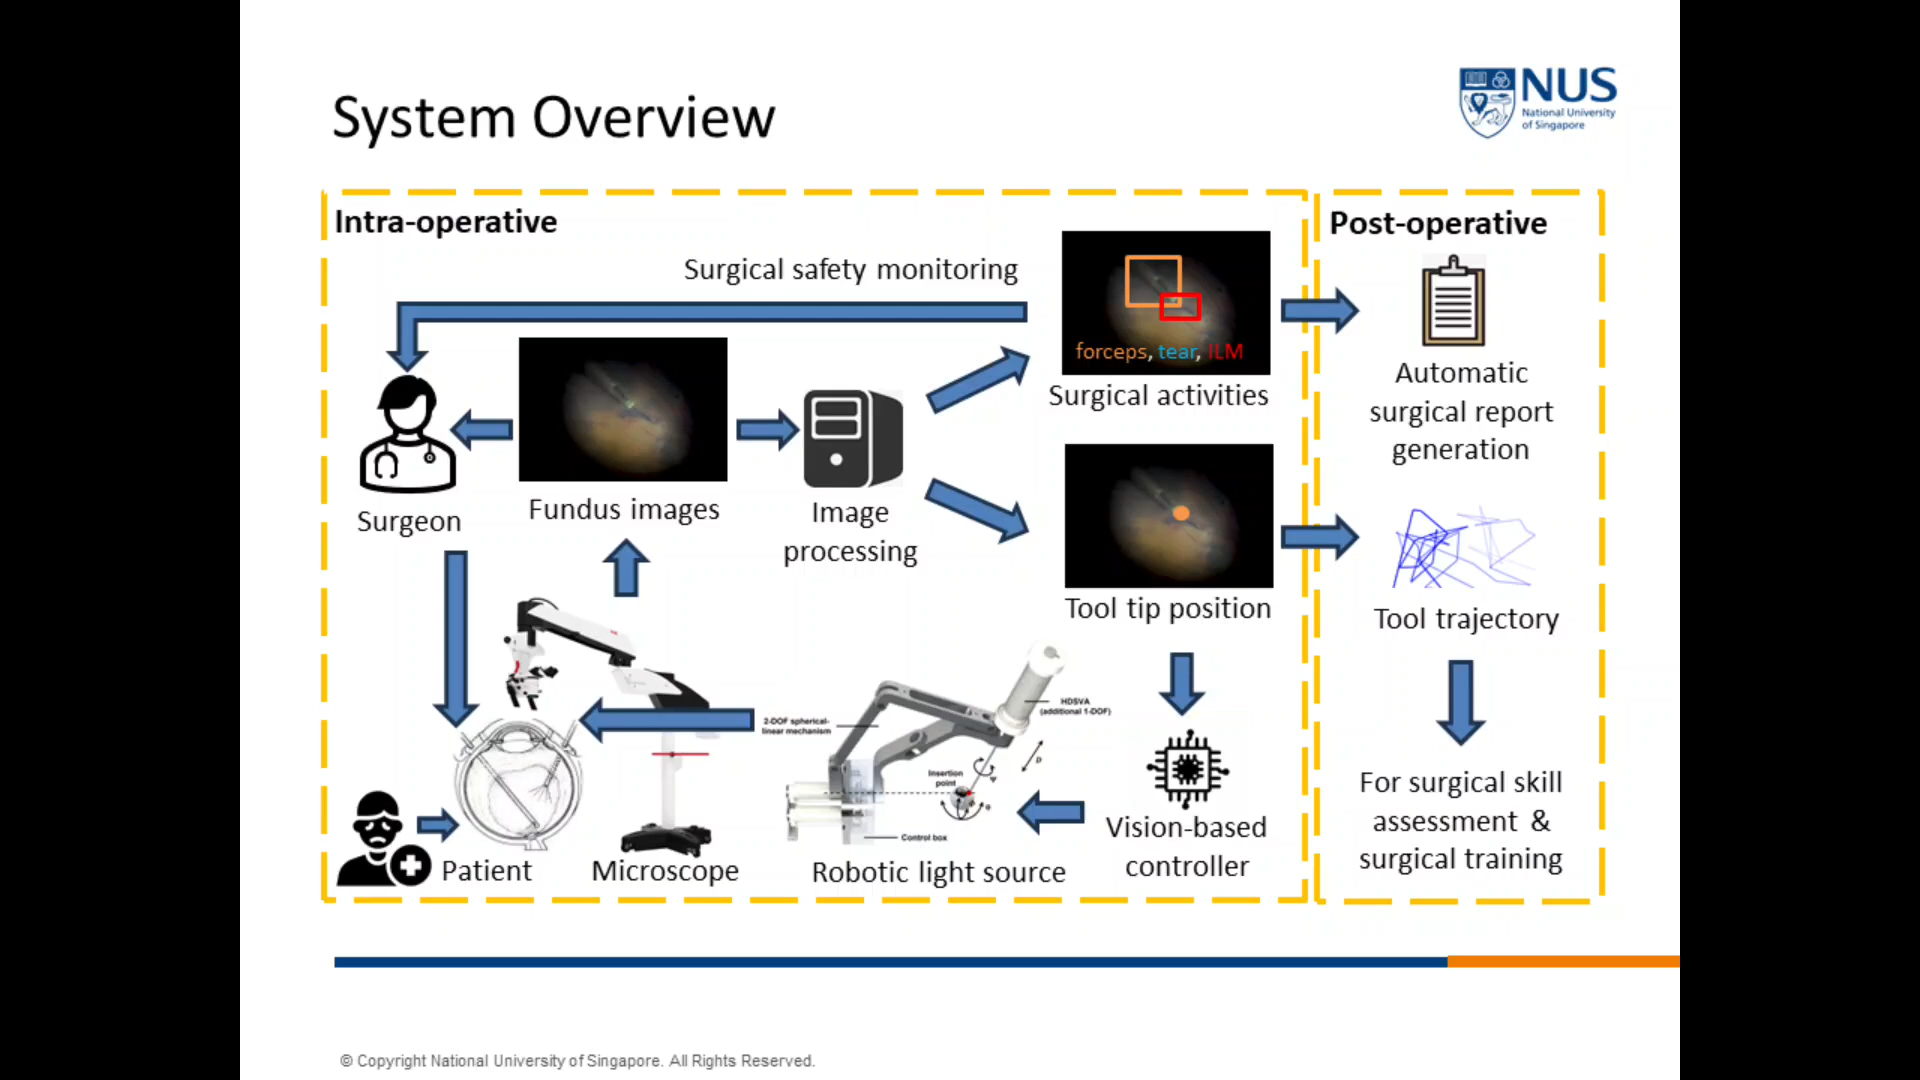 System Overview
NUS
National University
of Singapore
Intra-operative
Post-operative
Surgical safety monitoring
forceps, tear, ILM
Surgical activities
Automatic
surgical report
generation
Surgeon
Fundus images
Image
processing
Tool tip position
Tool trajectory
HDSVA
(additional 1-DOF)
2-DOF spherical-
linear mechanism
D
Insertion
point
Control box
Vision-based
controller
For surgical skill
assessment &
surgical training
Patient
Microscope
Robotic light source
© Copyright National University of Singapore. All Rights Reserved.